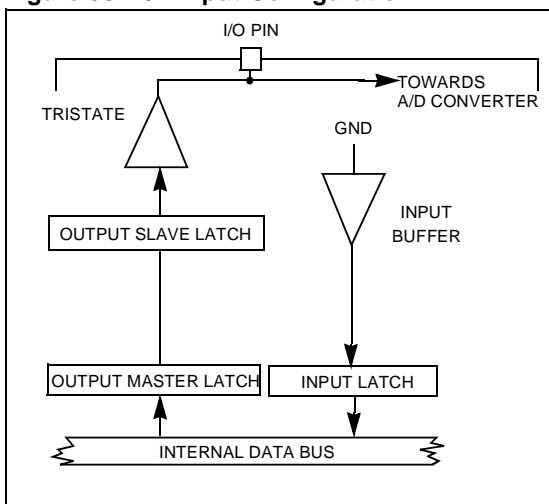 I/O PIN
TOWARDS
A/D CONVERTER
TRISTATE
GND
INPUT
BUFFER
OUTPUT SLAVE LATCH
OUTPUT MASTER LATCH
INPUT LATCH
INTERNAL DATA BUS